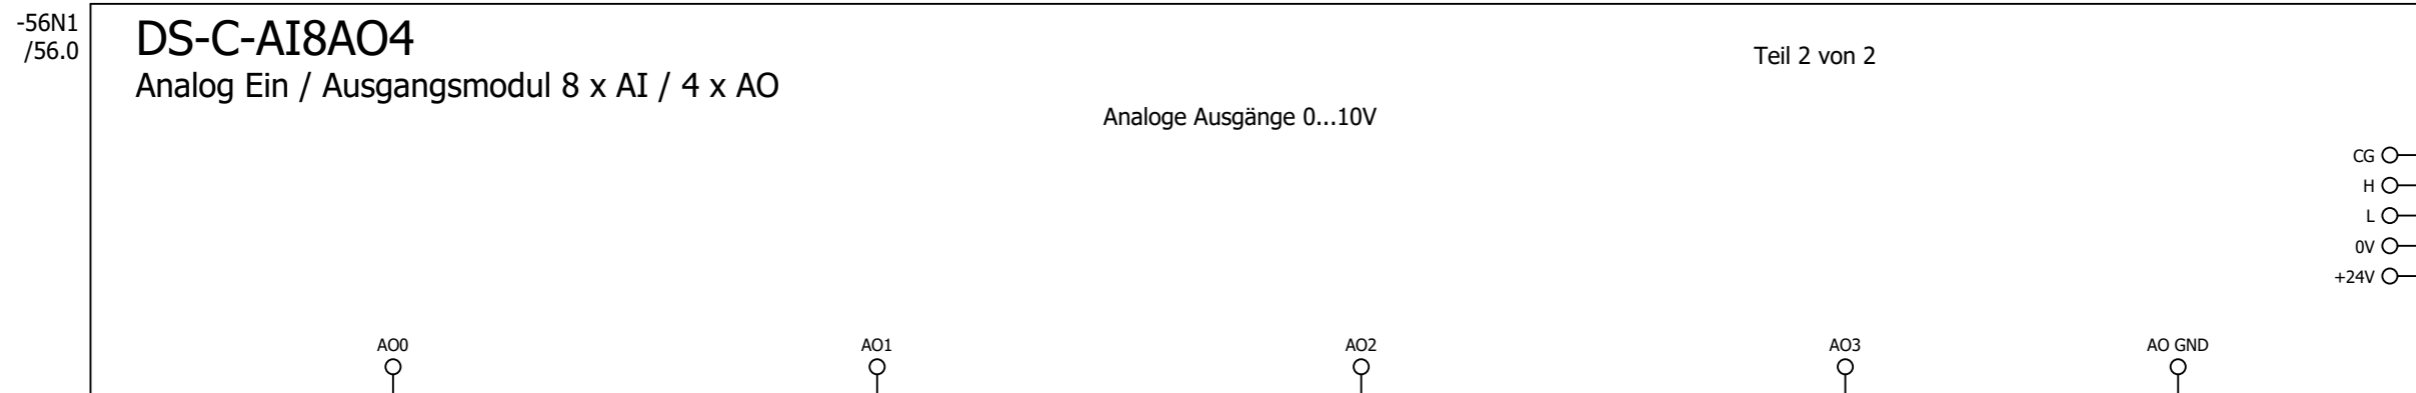 -56N1
/56.0
DS-C-AI8AO4
Analog Ein / Ausgangsmodul 8 x AI / 4 x AO
Teil 2 von 2
Analoge Ausgänge 0...10V
CG
H
L
0V
+24V
AO0
AO1
AO2
AO3
AO GND